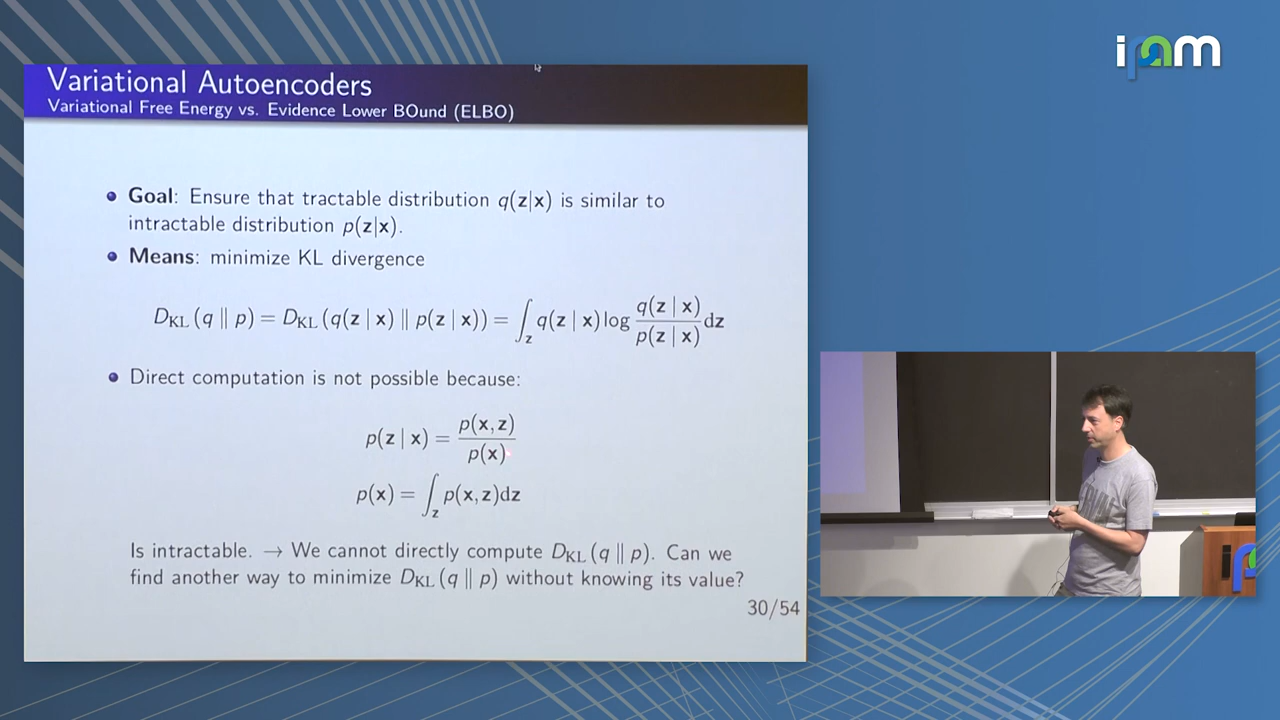 ipam
Variational Autoencoders
Variational Free Energy vs. Evidence Lower BOund (ELBO)
Goal: Ensure that tractable distribution q(z|x) is similar to
intractable distribution p(z|x).
Means: minimize KL divergence
D_KL (q ∥ p) = D_KL (q(z | x) ∥ p(z | x)) = ∫_z q(z | x) log q(z | x) / p(z | x) dz
Direct computation is not possible because:
p(z | x) = p(x, z) / p(x)
p(x) = ∫_z p(x, z)dz
Is intractable. → We cannot directly compute D_KL (q ∥ p). Can we
find another way to minimize D_KL (q ∥ p) without knowing its value?
30/54